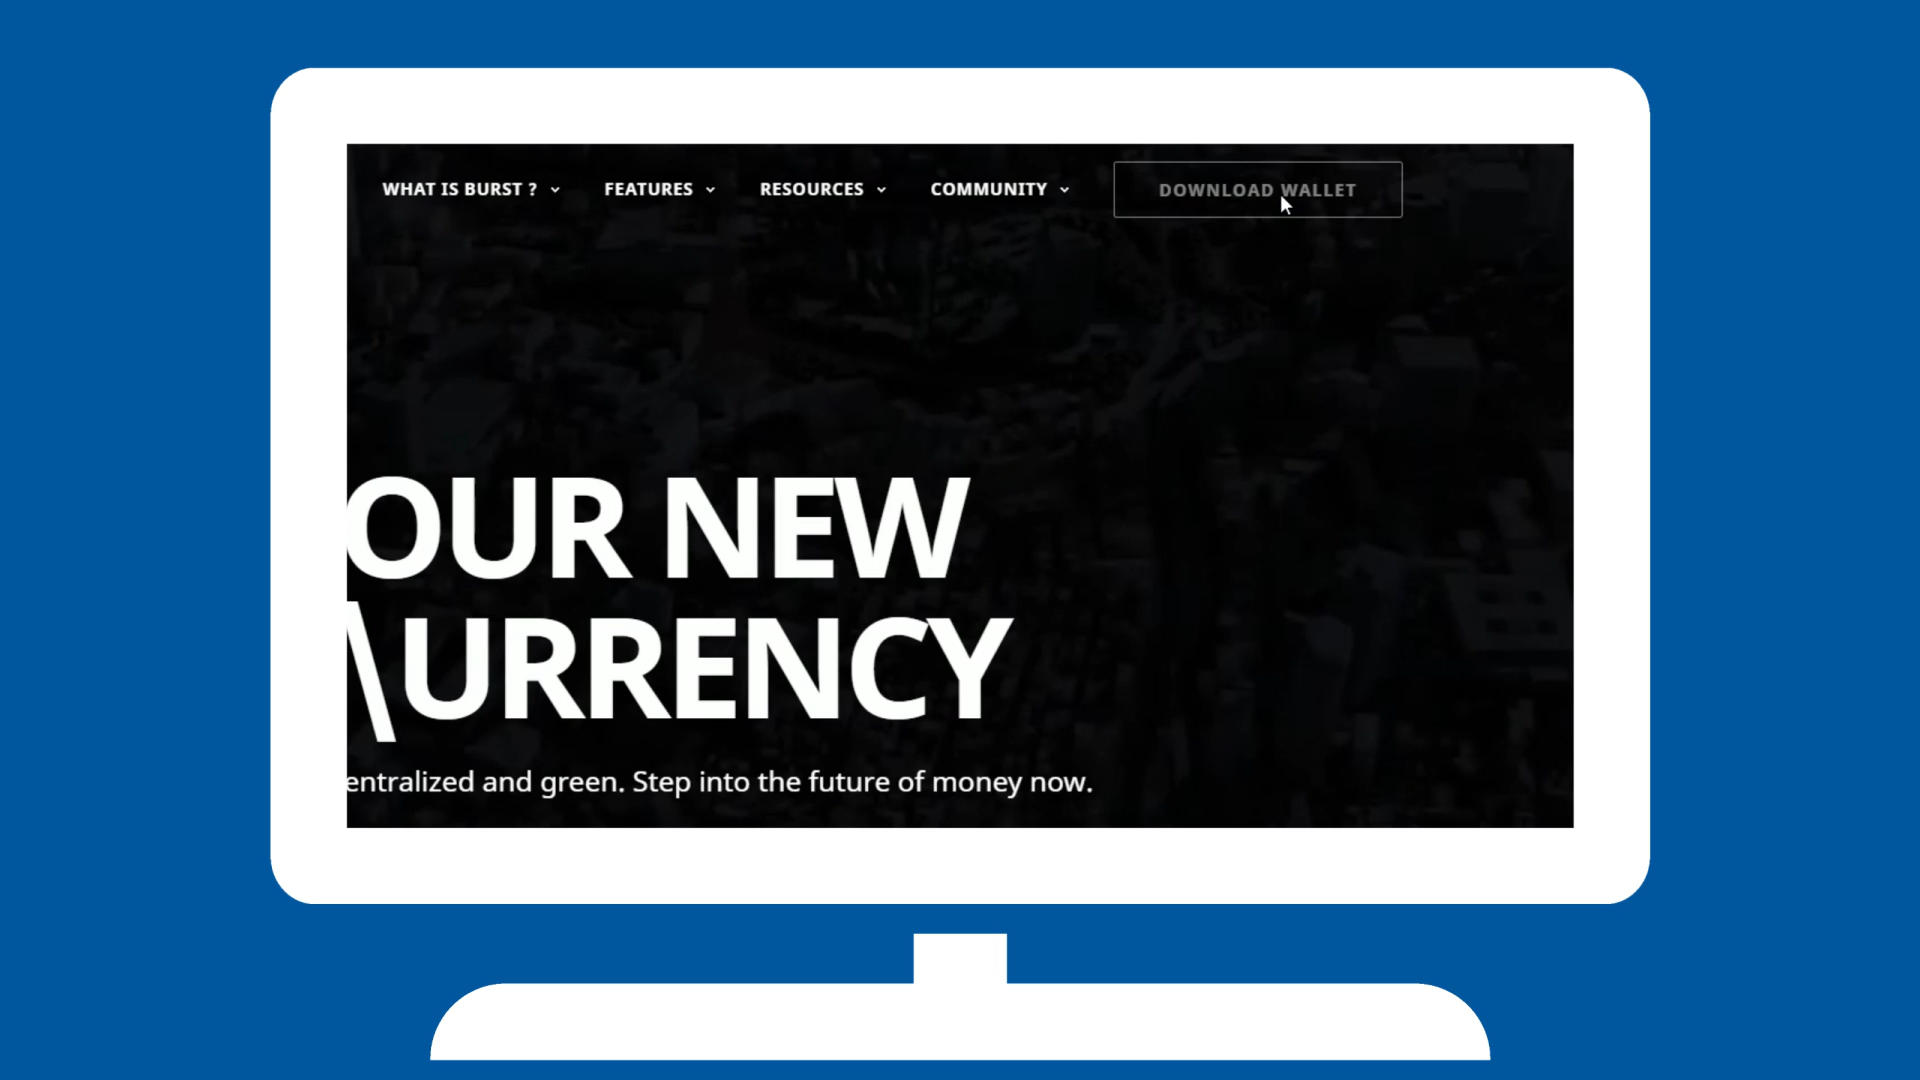 WHAT IS BURST ?
FEATURES
RESOURCES
COMMUNITY
DOWNLOAD WALLET
OUR NEW
\URRENCY
entralized and green. Step into the future of money now.